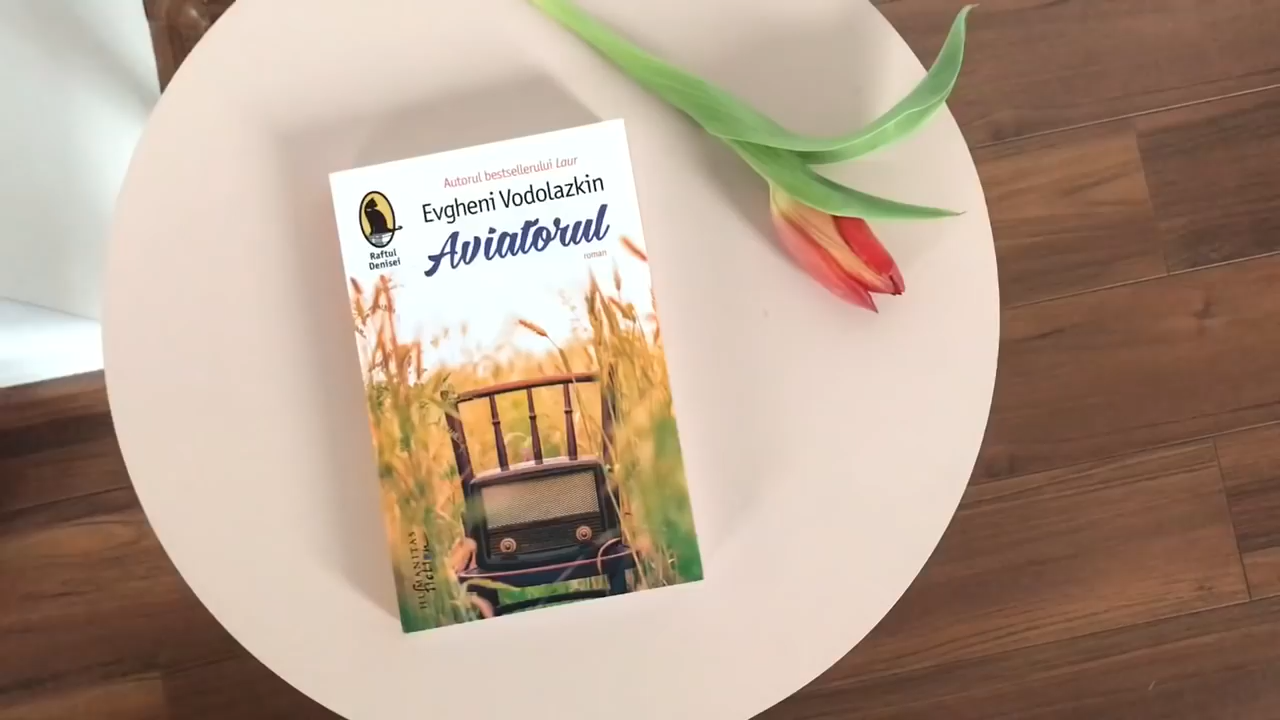 Autorul bestsellerului Laur
Evgheni Vodolazkin
Aviatorul
roman
Raftul
Denisei
HUMANITAS
fiction